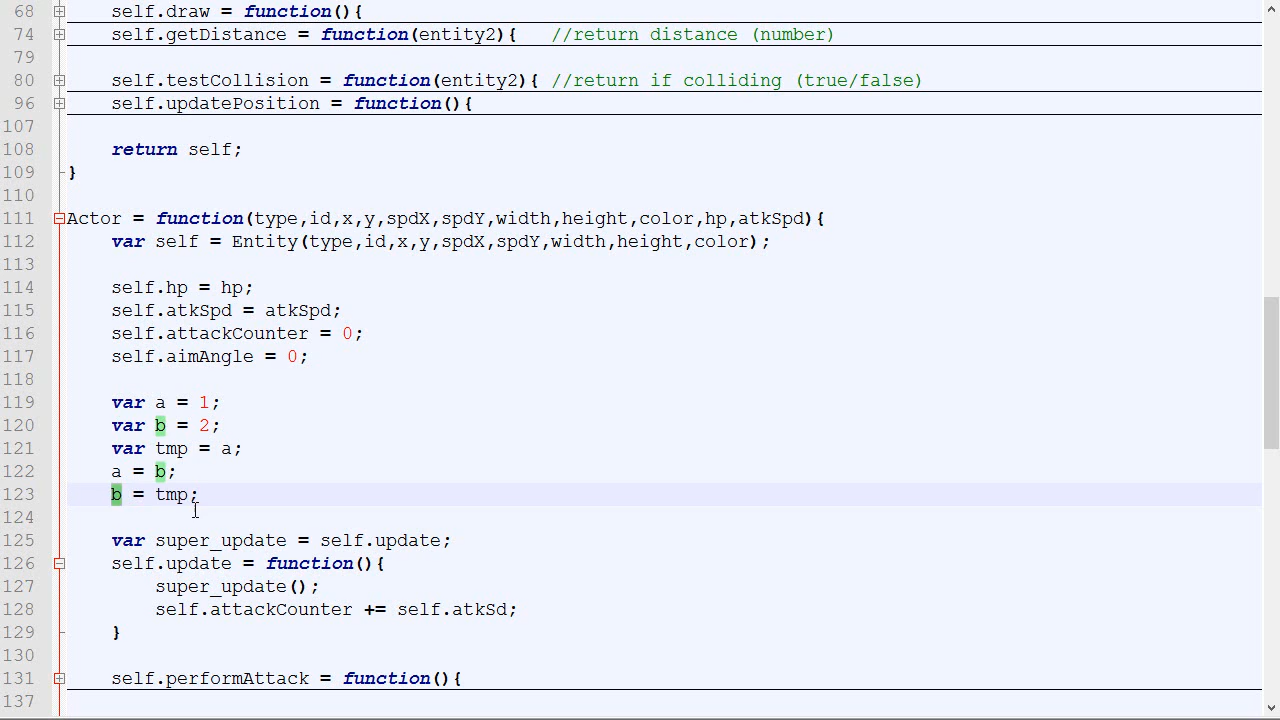 68 self.draw = function(){
74 self.getDistance = function(entity2){ //return distance (number)
79
80 self.testCollision = function(entity2){ //return if colliding (true/false)
96 self.updatePosition = function(){
107
108 return self;
109 }
110
111 Actor = function(type,id,x,y,spdX,spdY,width,height,color,hp,atkSpd){
112 var self = Entity(type,id,x,y,spdX,spdY,width,height,color);
113
114 self.hp = hp;
115 self.atkSpd = atkSpd;
116 self.attackCounter = 0;
117 self.aimAngle = 0;
118
119 var a = 1;
120 var b = 2;
121 var tmp = a;
122 a = b;
123 b = tmp;
124
125 var super_update = self.update;
126 self.update = function(){
127 super_update();
128 self.attackCounter += self.atkSd;
129 }
130
131 self.performAttack = function(){
137